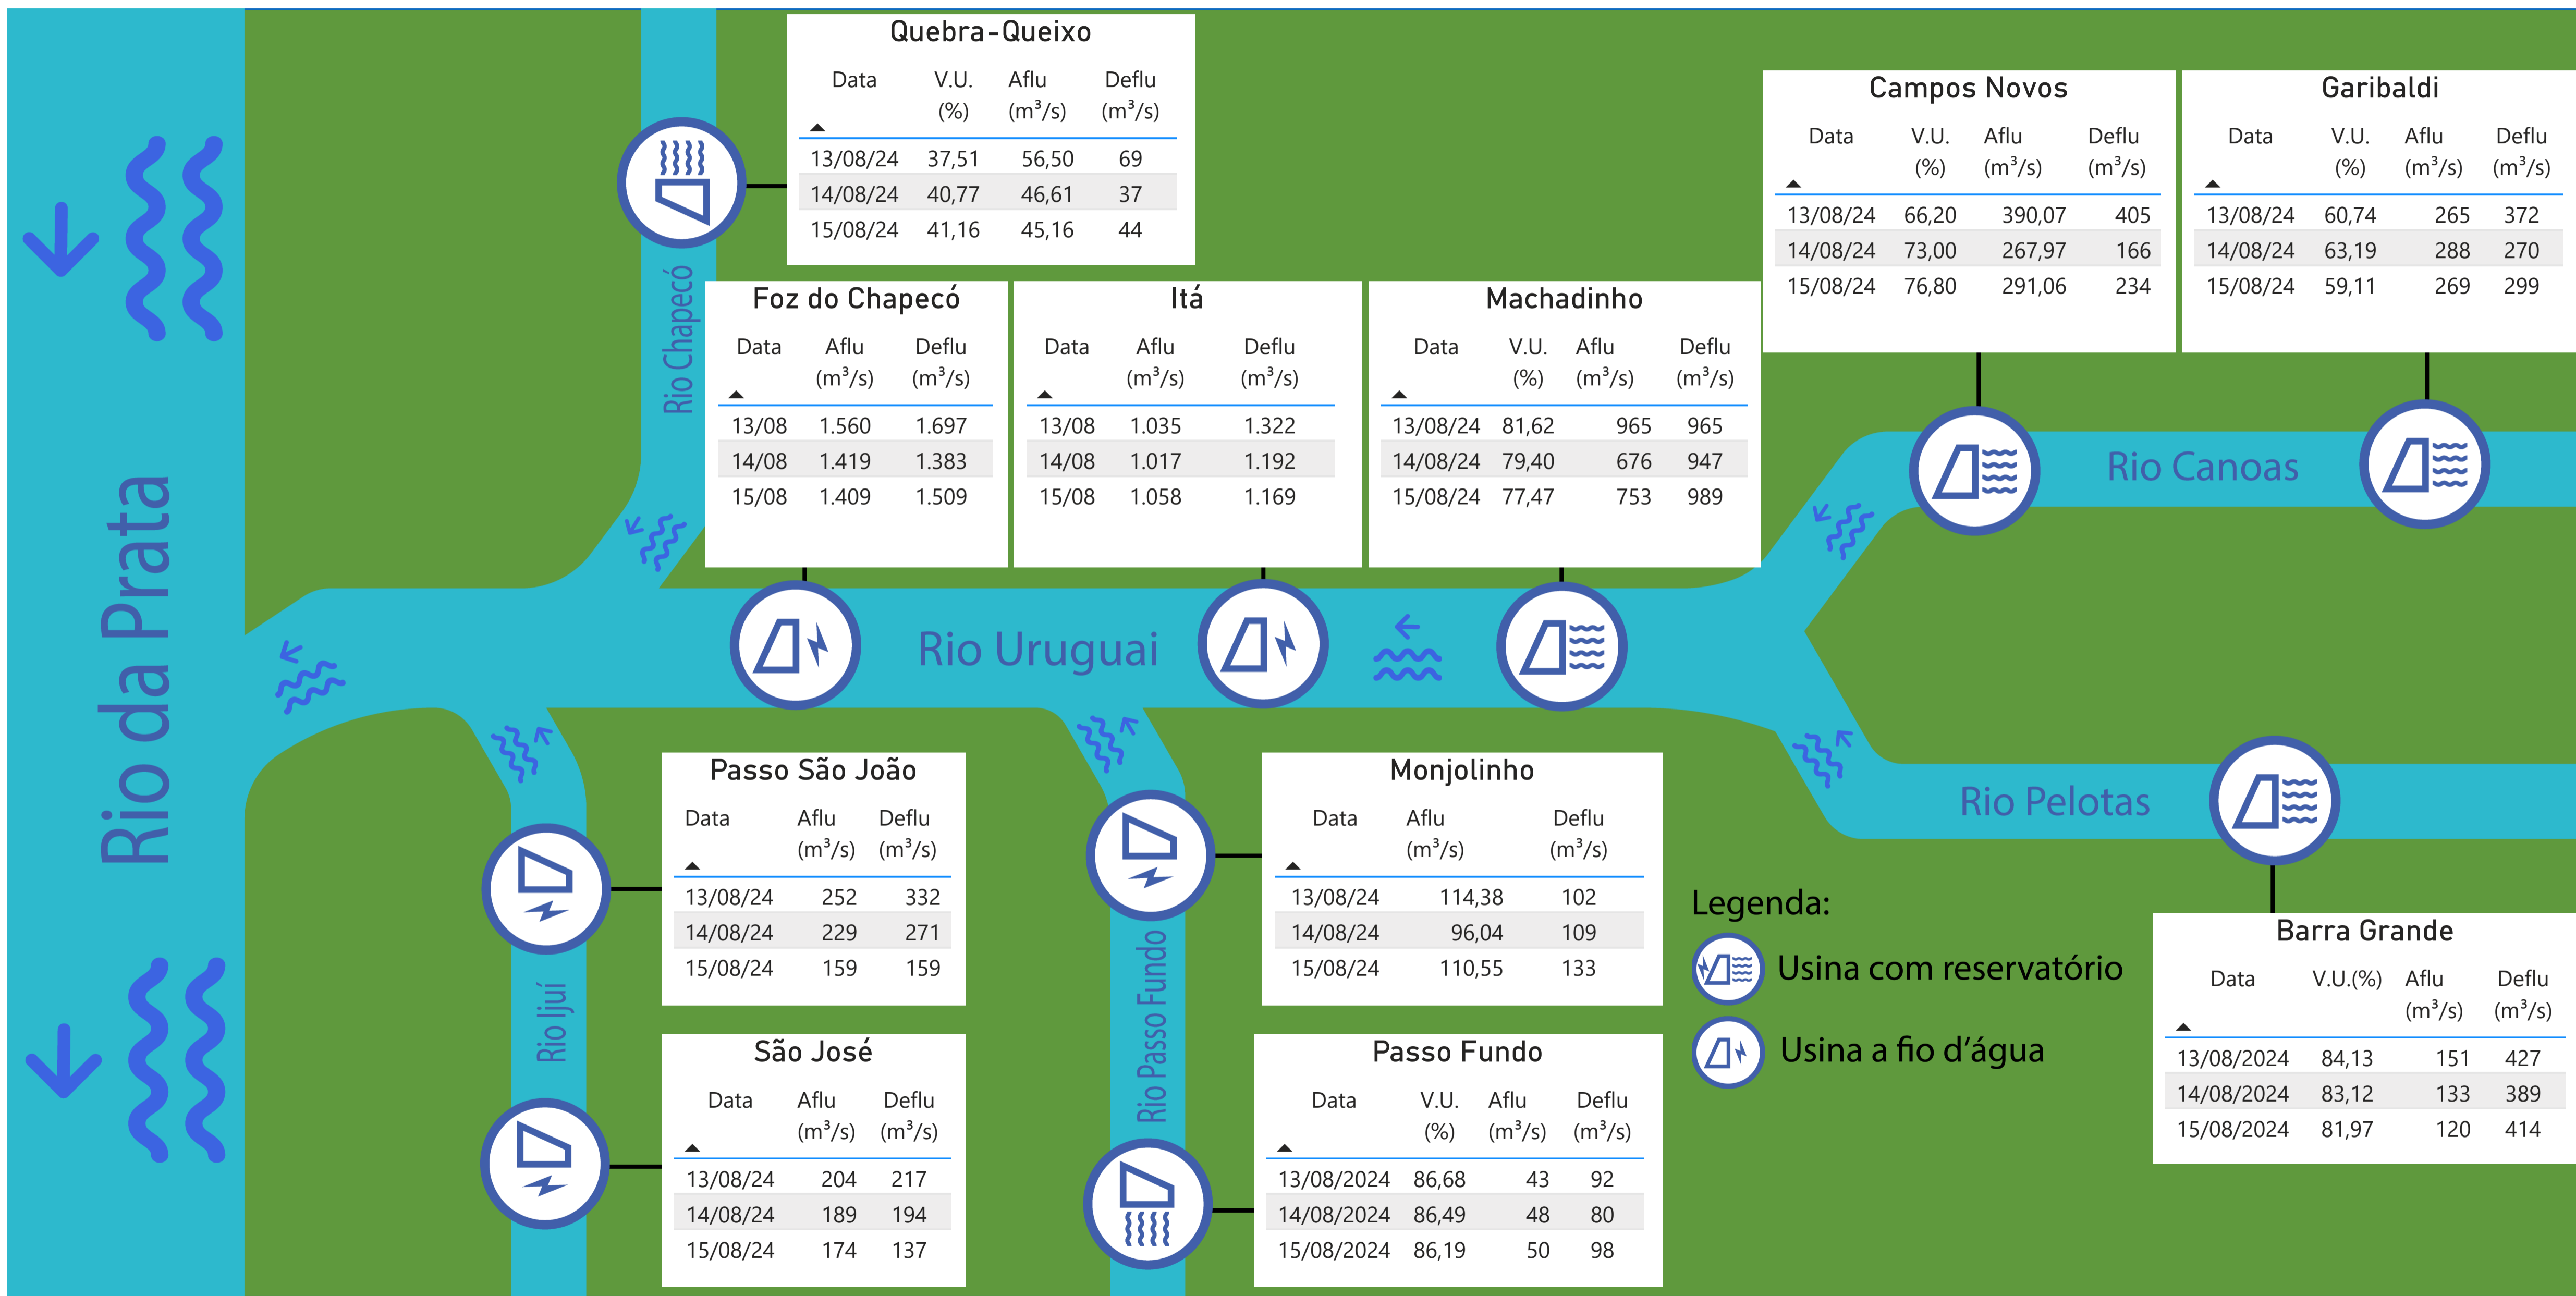 Quebra-Queixo
Data V.U. (%) Aflu (m³/s) Deflu (m³/s)
13/08/24 37,51 56,50 69
14/08/24 40,77 46,61 37
15/08/24 41,16 45,16 44
Campos Novos
Data V.U. (%) Aflu (m³/s) Deflu (m³/s)
13/08/24 66,20 390,07 405
14/08/24 73,00 267,97 166
15/08/24 76,80 291,06 234
Garibaldi
Data V.U. (%) Aflu (m³/s) Deflu (m³/s)
13/08/24 60,74 265 372
14/08/24 63,19 288 270
15/08/24 59,11 269 299
Rio Chapecó
Foz do Chapecó
Data Aflu (m³/s) Deflu (m³/s)
13/08 1.560 1.697
14/08 1.419 1.383
15/08 1.409 1.509
Itá
Data Aflu (m³/s) Deflu (m³/s)
13/08 1.035 1.322
14/08 1.017 1.192
15/08 1.058 1.169
Machadinho
Data V.U. (%) Aflu (m³/s) Deflu (m³/s)
13/08/24 81,62 965 965
14/08/24 79,40 676 947
15/08/24 77,47 753 989
Rio Canoas
Rio da Prata
Rio Uruguai
Rio Pelotas
Passo São João
Data Aflu (m³/s) Deflu (m³/s)
13/08/24 252 332
14/08/24 229 271
15/08/24 159 159
Monjolinho
Data Aflu (m³/s) Deflu (m³/s)
13/08/24 114,38 102
14/08/24 96,04 109
15/08/24 110,55 133
Legenda:
Usina com reservatório
Usina a fio d'água
Barra Grande
Data V.U.(%) Aflu (m³/s) Deflu (m³/s)
13/08/2024 84,13 151 427
14/08/2024 83,12 133 389
15/08/2024 81,97 120 414
Rio Ijuí
São José
Data Aflu (m³/s) Deflu (m³/s)
13/08/24 204 217
14/08/24 189 194
15/08/24 174 137
Rio Passo Fundo
Passo Fundo
Data V.U. (%) Aflu (m³/s) Deflu (m³/s)
13/08/2024 86,68 43 92
14/08/2024 86,49 48 80
15/08/2024 86,19 50 98